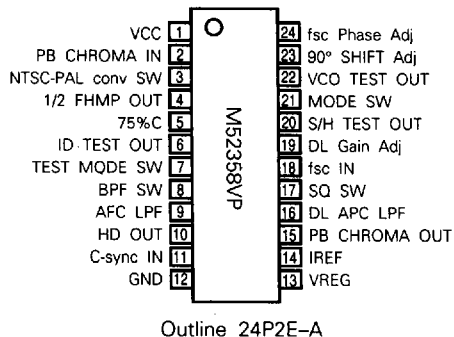 VCC 1
PB CHROMA IN 2
NTSC-PAL conv SW 3
1/2 FHMP OUT 4
75%C 5
ID TEST OUT 6
TEST MODE SW 7
BPF SW 8
AFC LPF 9
HD OUT 10
C-sync IN 11
GND 12
M52358VP
24 fsc Phase Adj
23 90° SHIFT Adj
22 VCO TEST OUT
21 MODE SW
20 S/H TEST OUT
19 DL Gain Adj
18 fsc IN
17 SQ SW
16 DL APC LPF
15 PB CHROMA OUT
14 IREF
13 VREG
Outline 24P2E-A